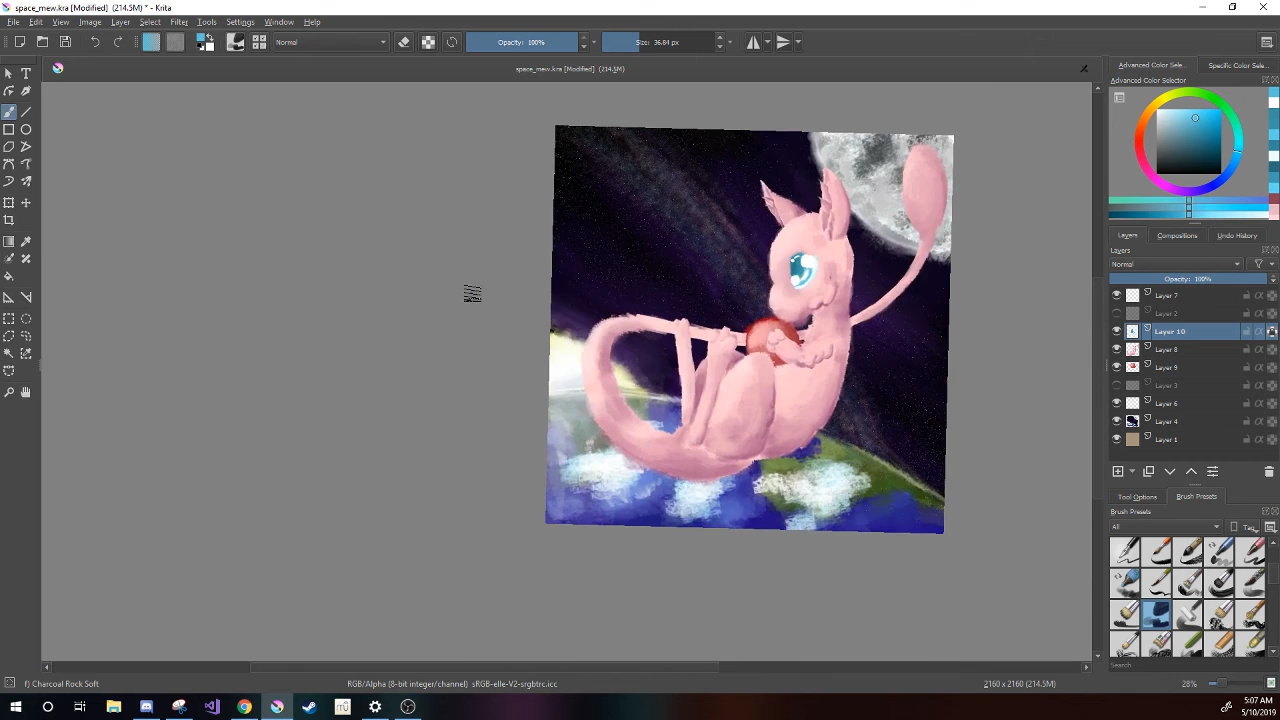 space_mew.kra [Modified] (214.5M) * - Krita
File Edit View Image Layer Select Filter Tools Settings Window Help
Normal Opacity: 100% Size: 36.84 px
space_mew.kra [Modified] (214.5M)
Advanced Color Sele... Specific Color Sele...
Advanced Color Selector
Layers Compositions Undo History
Layers
Normal
Opacity: 100%
Layer 7
Layer 2
Layer 10
Layer 8
Layer 9
Layer 3
Layer 6
Layer 4
Layer 1
Tool Options Brush Presets
Brush Presets
All Tag
Search
f) Charcoal Rock Soft RGB/Alpha (8-bit integer/channel) sRGB-elle-V2-srgbtrc.icc 2160 x 2160 (214.5M) 28%
5:07 AM
5/10/2019